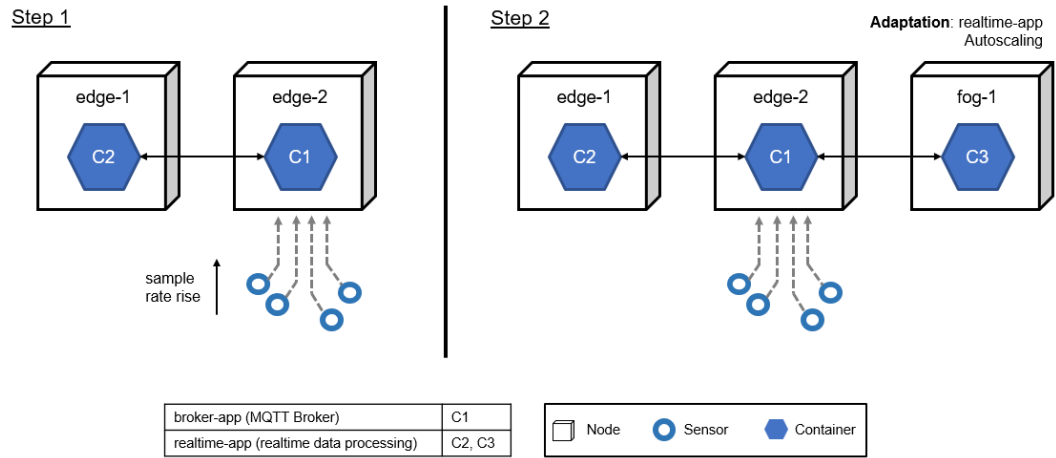 Step 1
edge-1
edge-2
C2
C1
sample
rate rise
Step 2
Adaptation: realtime-app
Autoscaling
edge-1
edge-2
fog-1
C2
C1
C3
broker-app (MQTT Broker) C1
realtime-app (realtime data processing) C2, C3
Node
Sensor
Container